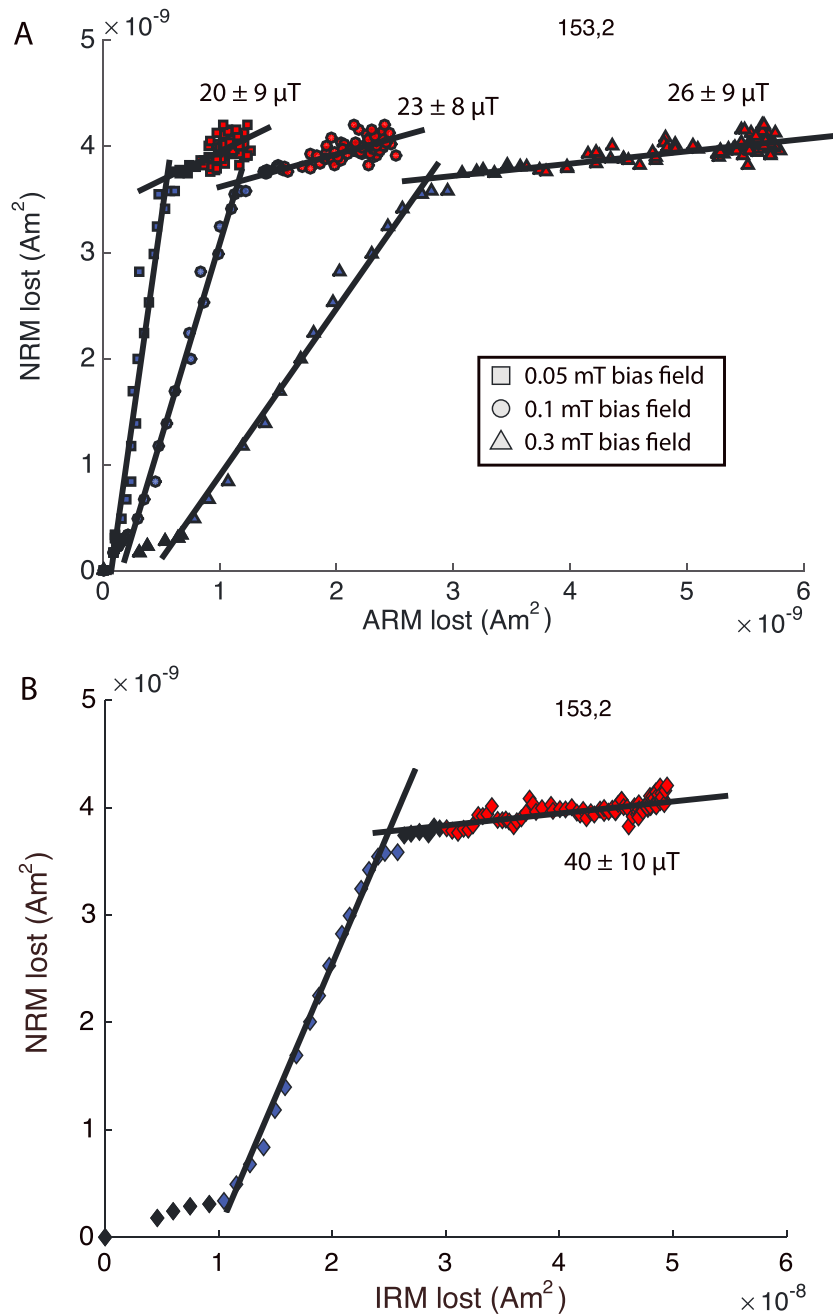 A
× 10⁻⁹
153,2
5
20 ± 9 μT
23 ± 8 μT
26 ± 9 μT
4
3
2
1
0
NRM lost (Am²)
0.05 mT bias field
0.1 mT bias field
0.3 mT bias field
0 1 2 3 4 5 6
ARM lost (Am²)
× 10⁻⁹
B
× 10⁻⁹
153,2
5
4
40 ± 10 μT
3
2
1
0
NRM lost (Am²)
0 1 2 3 4 5 6
IRM lost (Am²)
× 10⁻⁸